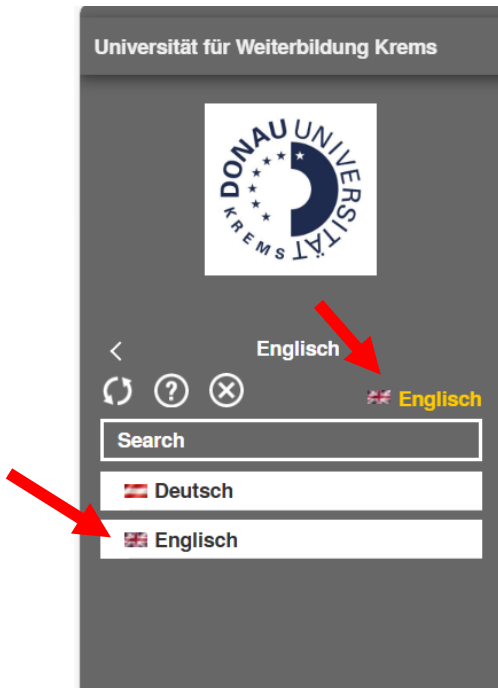 Universität für Weiterbildung Krems
DONAU UNIVERSITÄT KREMS
Englisch
Englisch
Search
Deutsch
Englisch